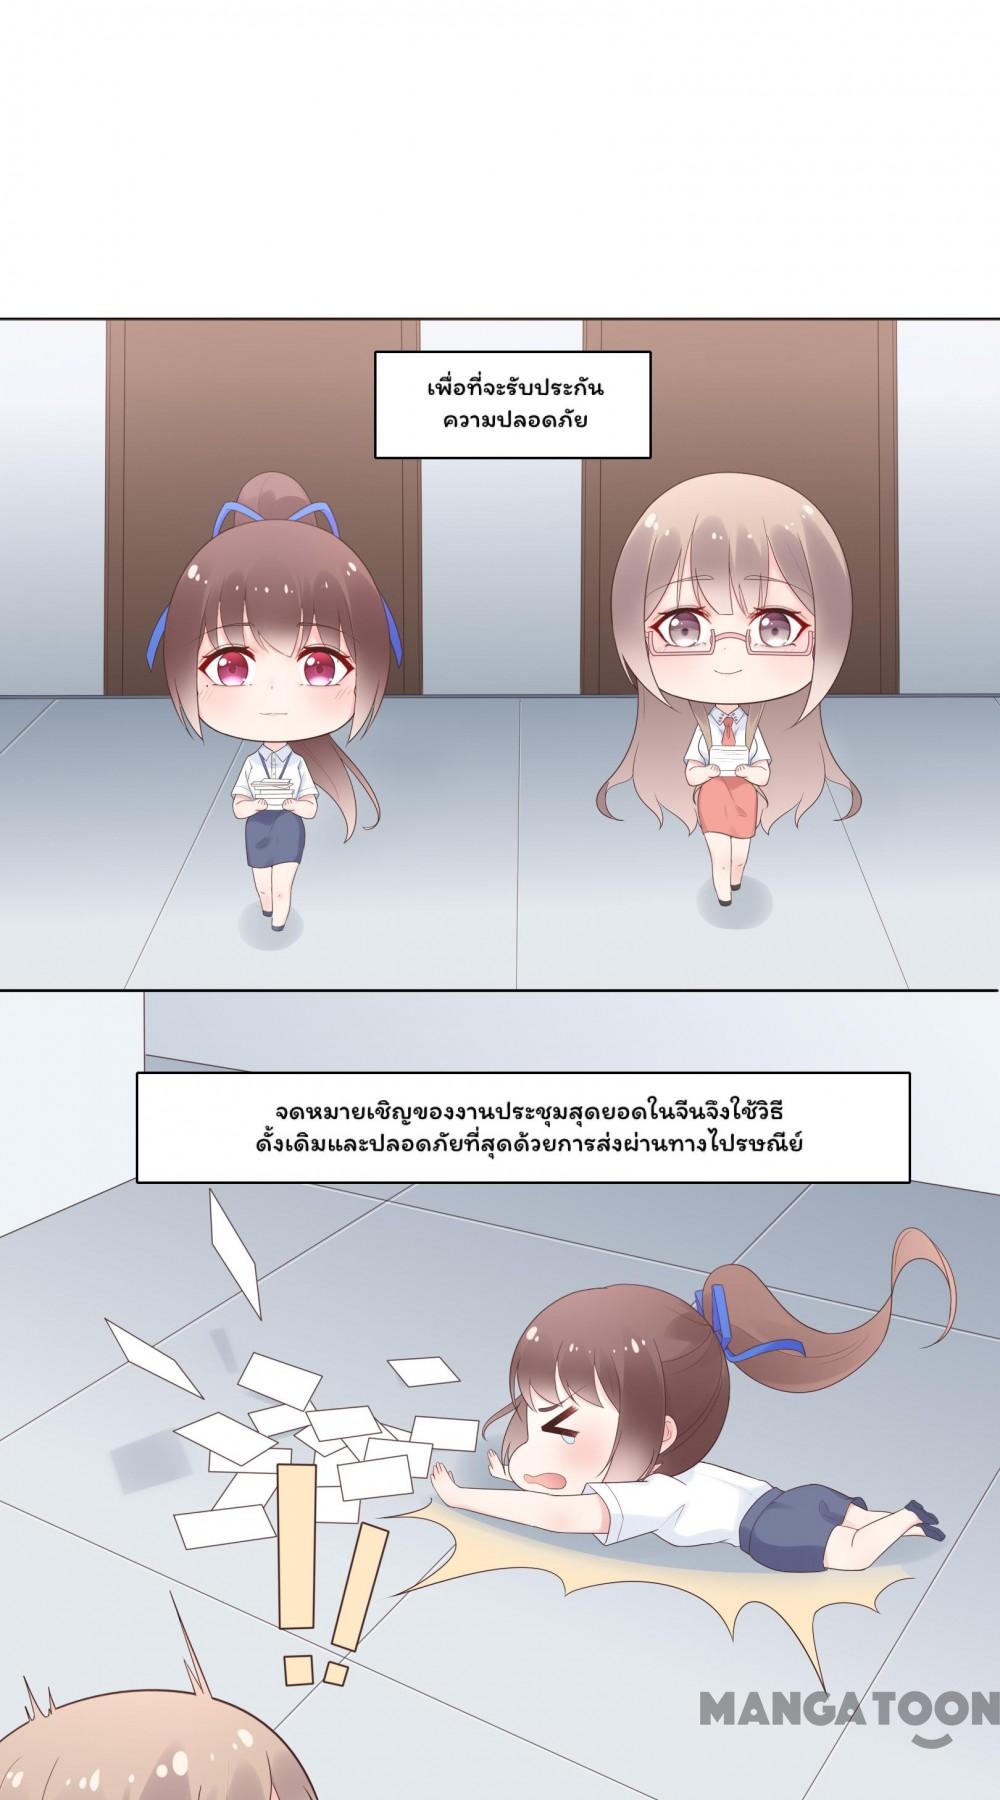 เพื่อที่จะรับประกัน
ความปลอดภัย
จดหมายเชิญของงานประชุมสุดยอดในจีนจึงใช้วิธี
ดั้งเดิมและปลอดภัยที่สุดด้วยการส่งผ่านทางไปรษณีย์
!!
MANGATOON